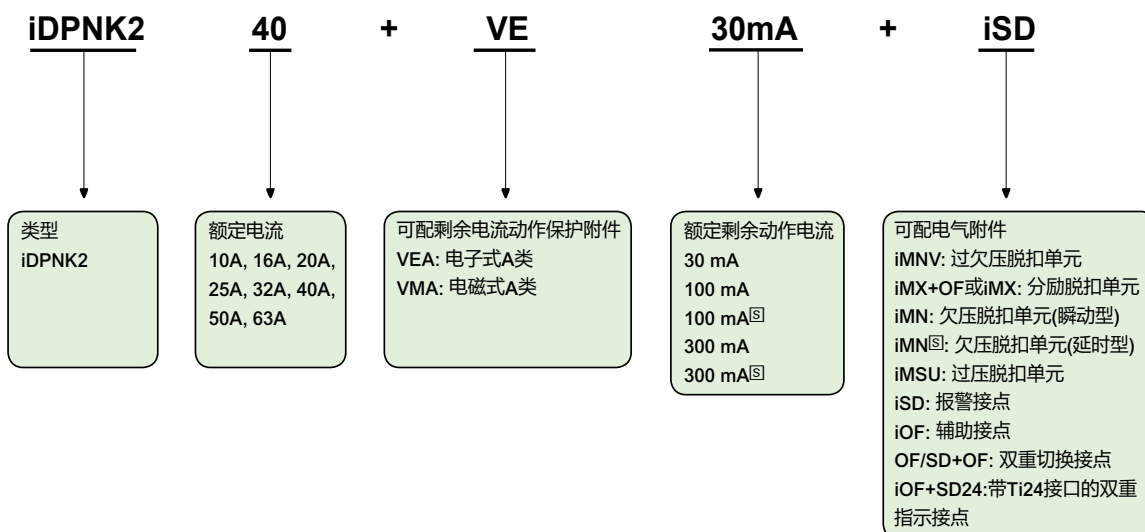 iDPNK2 40 + VE 30mA + iSD
类型
iDPNK2
额定电流
10A, 16A, 20A,
25A, 32A, 40A,
50A, 63A
可配剩余电流动作保护附件
VEA: 电子式A类
VMA: 电磁式A类
额定剩余动作电流
30 mA
100 mA
100 mA🅂
300 mA
300 mA🅂
可配电气附件
iMNV: 过欠压脱扣单元
iMX+OF或iMX: 分励脱扣单元
iMN: 欠压脱扣单元(瞬动型)
iMN🅂: 欠压脱扣单元(延时型)
iMSU: 过压脱扣单元
iSD: 报警接点
iOF: 辅助接点
OF/SD+OF: 双重切换接点
iOF+SD24:带Ti24接口的双重
指示接点